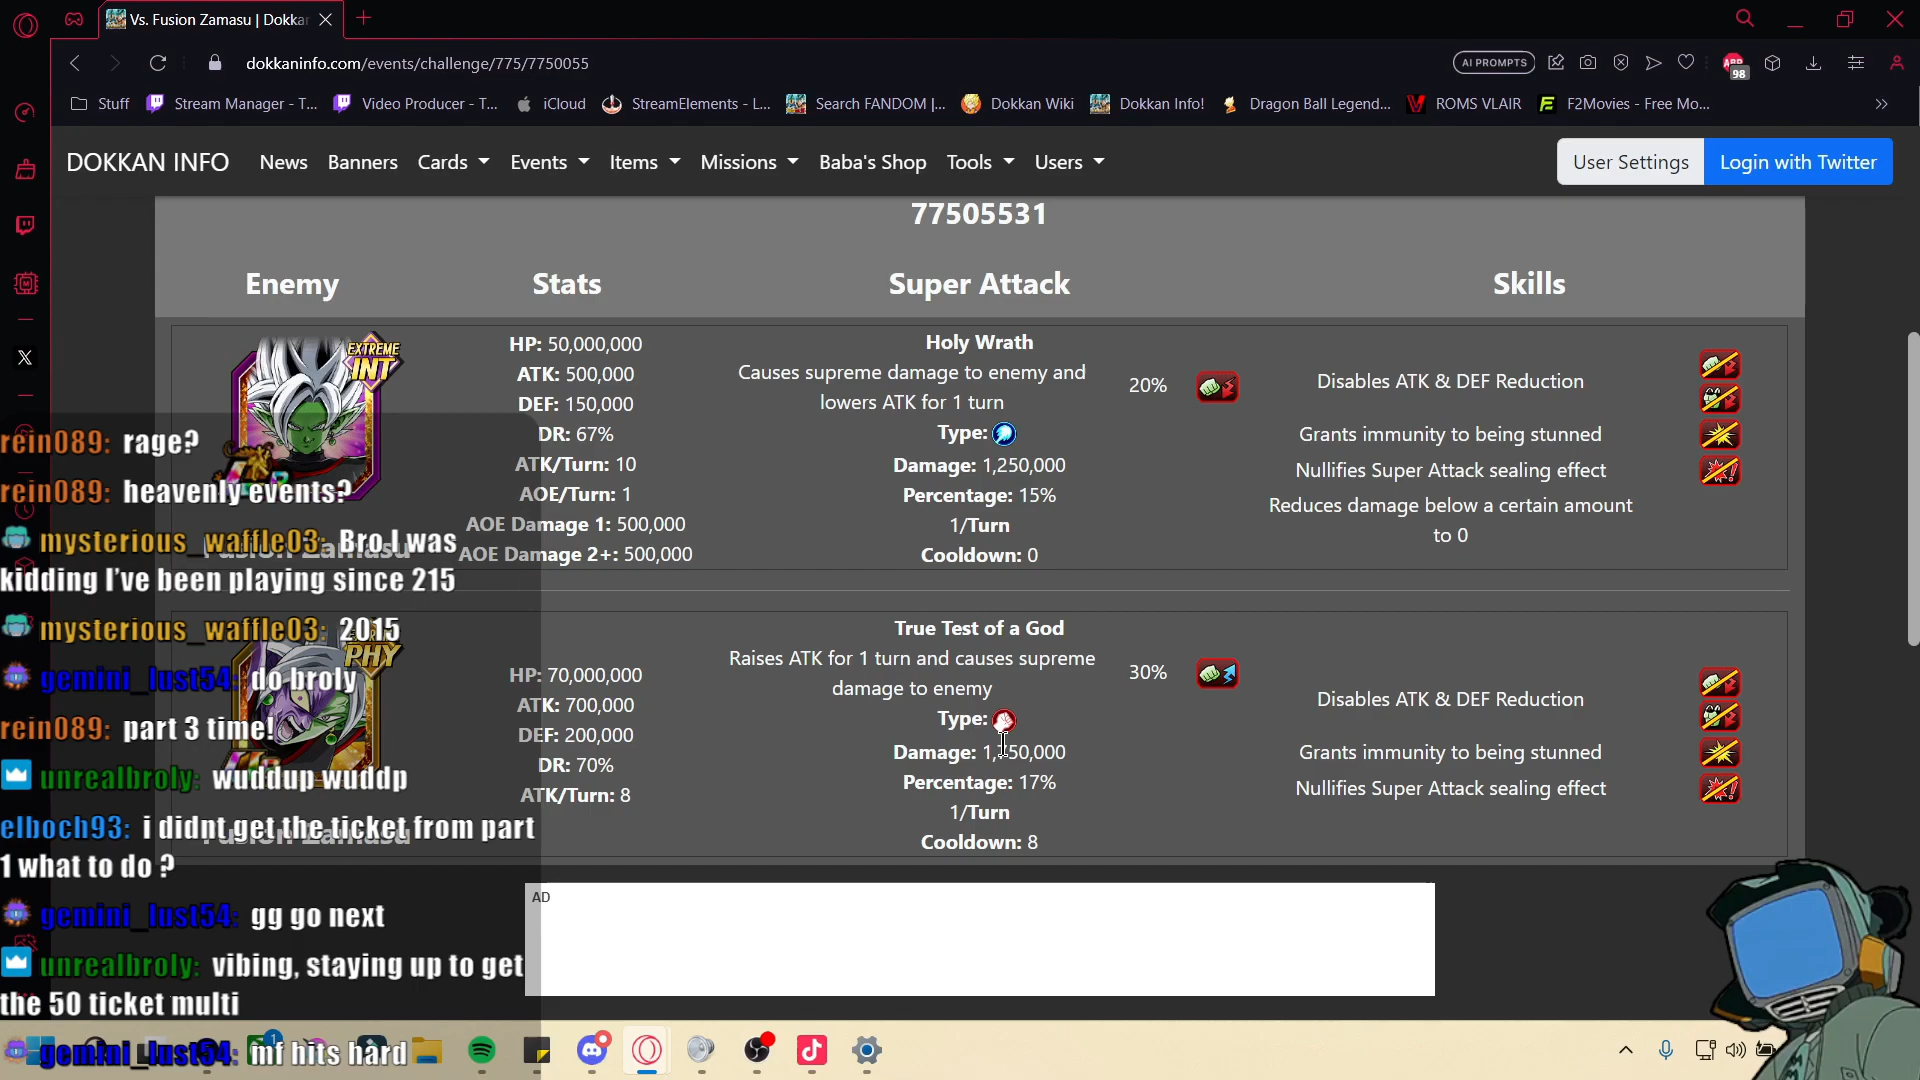 Vs. Fusion Zamasu | Dokka
dokkaninfo.com/events/challenge/775/7750055
AI PROMPTS
ABP
98
Stuff
Stream Manager - T...
Video Producer - T...
iCloud
StreamElements - L...
Search FANDOM |...
Dokkan Wiki
Dokkan Info!
Dragon Ball Legend...
ROMS VLAIR
F2Movies - Free Mo...
DOKKAN INFO
News
Banners
Cards
Events
Items
Missions
Baba's Shop
Tools
Users
User Settings
Login with Twitter
77505531
Enemy
Stats
Super Attack
Skills
EXTREME
INT
Fusion Zamasu
HP: 50,000,000
ATK: 500,000
DEF: 150,000
DR: 67%
ATK/Turn: 10
AOE/Turn: 1
AOE Damage 1: 500,000
AOE Damage 2+: 500,000
Holy Wrath
Causes supreme damage to enemy and
lowers ATK for 1 turn
Type:
Damage: 1,250,000
Percentage: 15%
1/Turn
Cooldown: 0
20%
Disables ATK & DEF Reduction
Grants immunity to being stunned
Nullifies Super Attack sealing effect
Reduces damage below a certain amount
to 0
PHY
Fusion Zamasu
HP: 70,000,000
ATK: 700,000
DEF: 200,000
DR: 70%
ATK/Turn: 8
True Test of a God
Raises ATK for 1 turn and causes supreme
damage to enemy
Type:
Damage: 1,750,000
Percentage: 17%
1/Turn
Cooldown: 8
30%
Disables ATK & DEF Reduction
Grants immunity to being stunned
Nullifies Super Attack sealing effect
AD
rein089: rage?
rein089: heavenly events?
mysterious_waffle03: Bro I was
kidding I've been playing since 215
mysterious_waffle03: 2015
gemini_lust54: do broly
rein089: part 3 time!
unrealbroly: wuddup wuddp
elboch93: i didnt get the ticket from part
1 what to do ?
gemini_lust54: gg go next
unrealbroly: vibing, staying up to get
the 50 ticket multi
gemini_lust54: mf hits hard
1